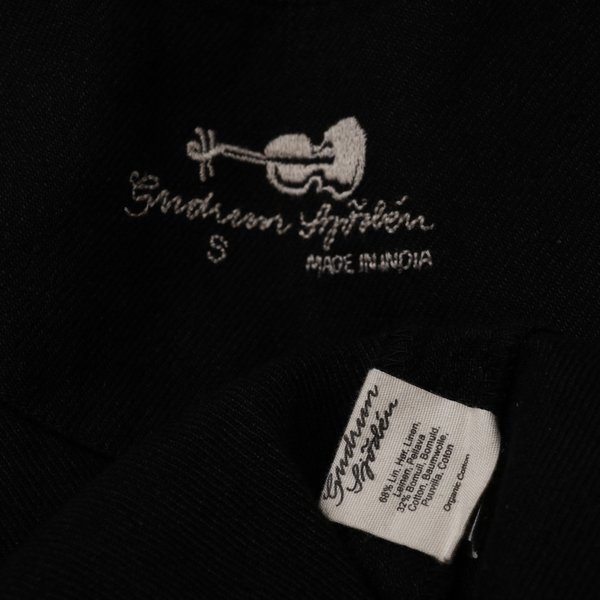 Gudrun Sjödén
S MADE IN INDIA
Gudrun
Sjödén
68% Lin. Hør. Linen.
Leinen. Pellava
32% Bomull. Bomuld.
Cotton. Baumwolle.
Puuvilla. Coton
Organic Cotton